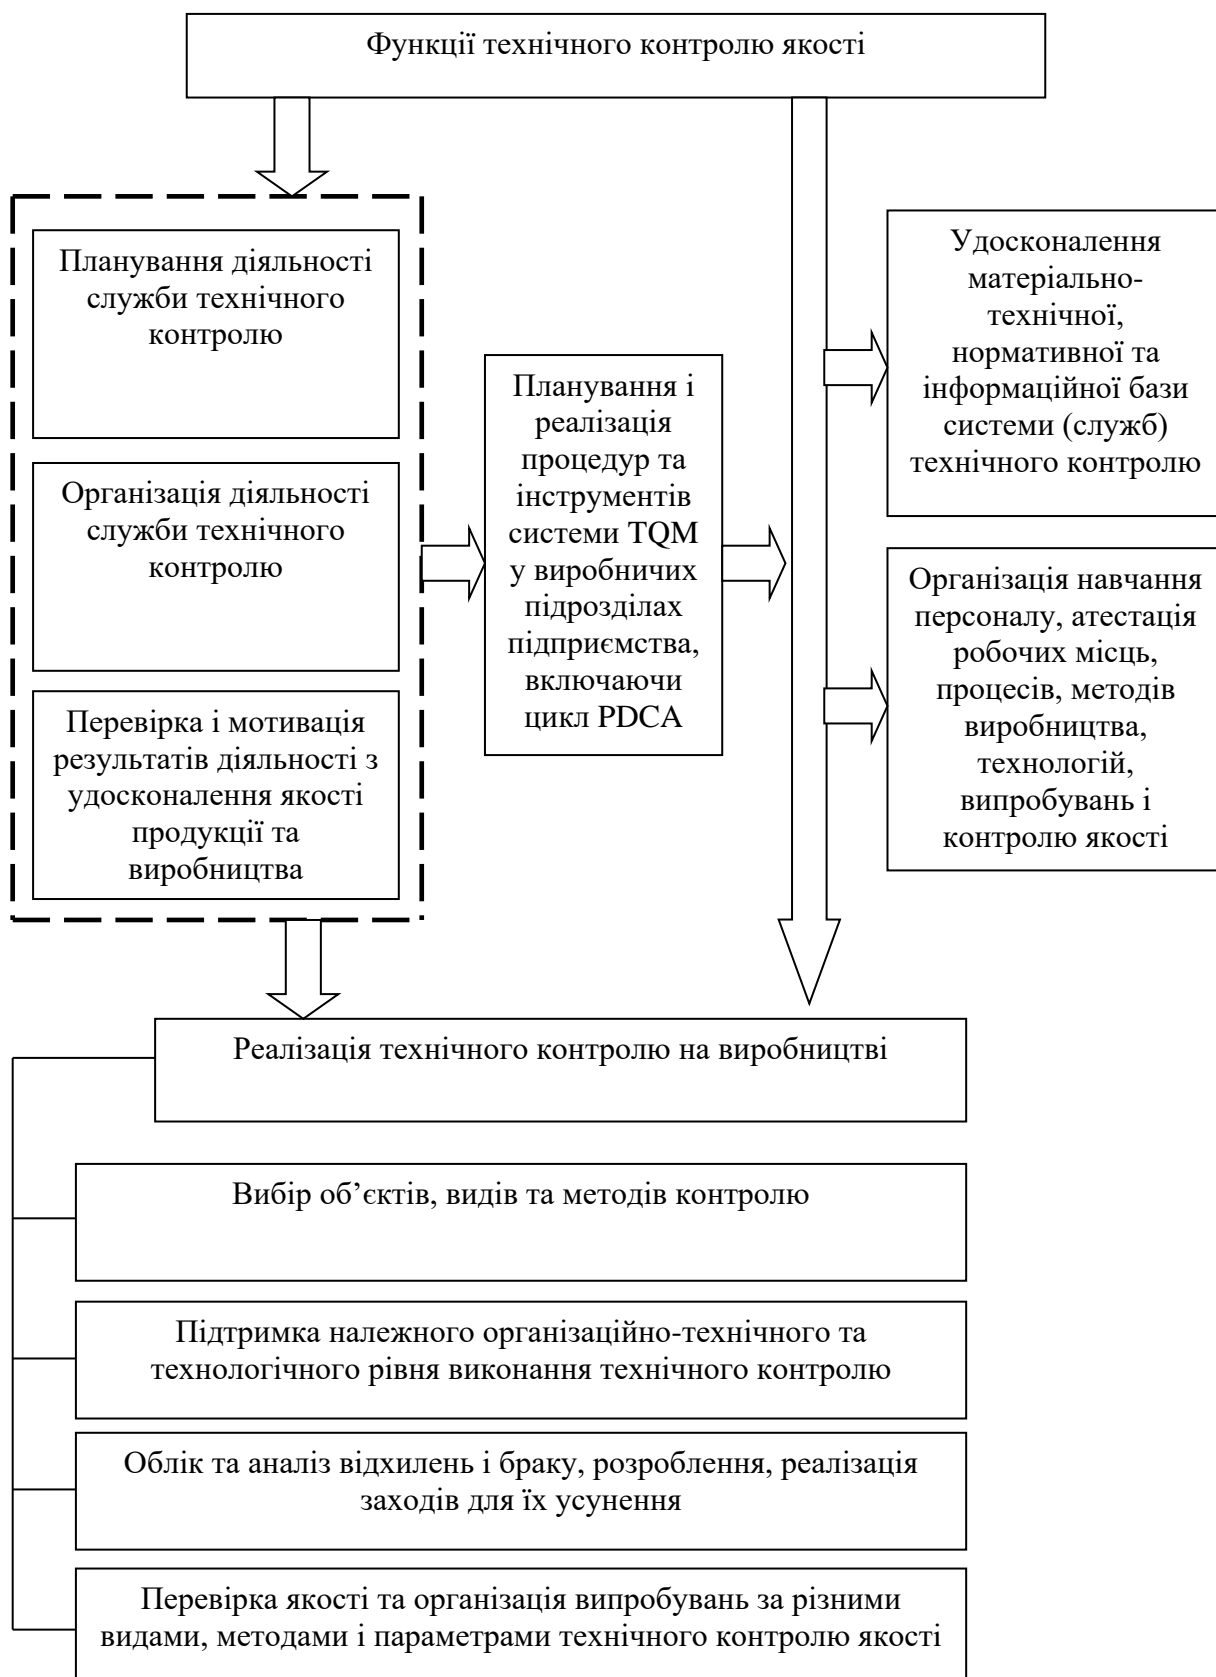 Функції технічного контролю якості
Планування діяльності
служби технічного
контролю
Організація діяльності
служби технічного
контролю
Перевірка і мотивація
результатів діяльності з
удосконалення якості
продукції та
виробництва
Планування і
реалізація
процедур та
інструментів
системи TQM
у виробничих
підрозділах
підприємства,
включаючи
цикл PDCA
Удосконалення
матеріально-
технічної,
нормативної та
інформаційної бази
системи (служб)
технічного контролю
Організація навчання
персоналу, атестація
робочих місць,
процесів, методів
виробництва,
технологій,
випробувань і
контролю якості
Реалізація технічного контролю на виробництві
Вибір об’єктів, видів та методів контролю
Підтримка належного організаційно-технічного та
технологічного рівня виконання технічного контролю
Облік та аналіз відхилень і браку, розроблення, реалізація
заходів для їх усунення
Перевірка якості та організація випробувань за різними
видами, методами і параметрами технічного контролю якості